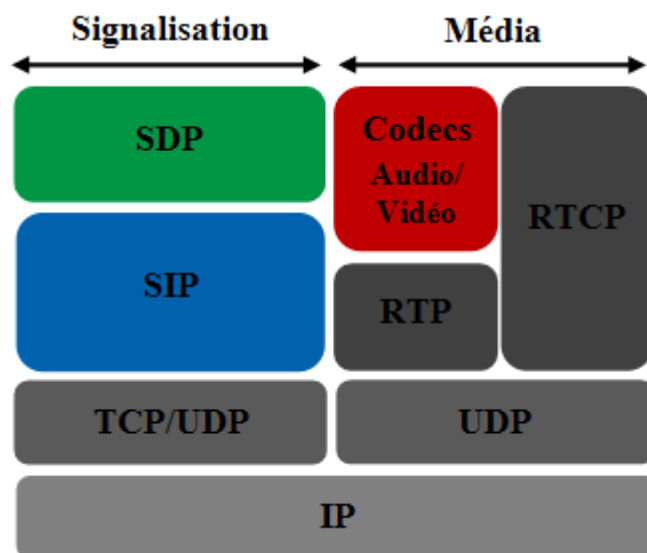 Signalisation
Média
SDP
Codecs
Audio/
Vidéo
RTCP
SIP
RTP
TCP/UDP
UDP
IP